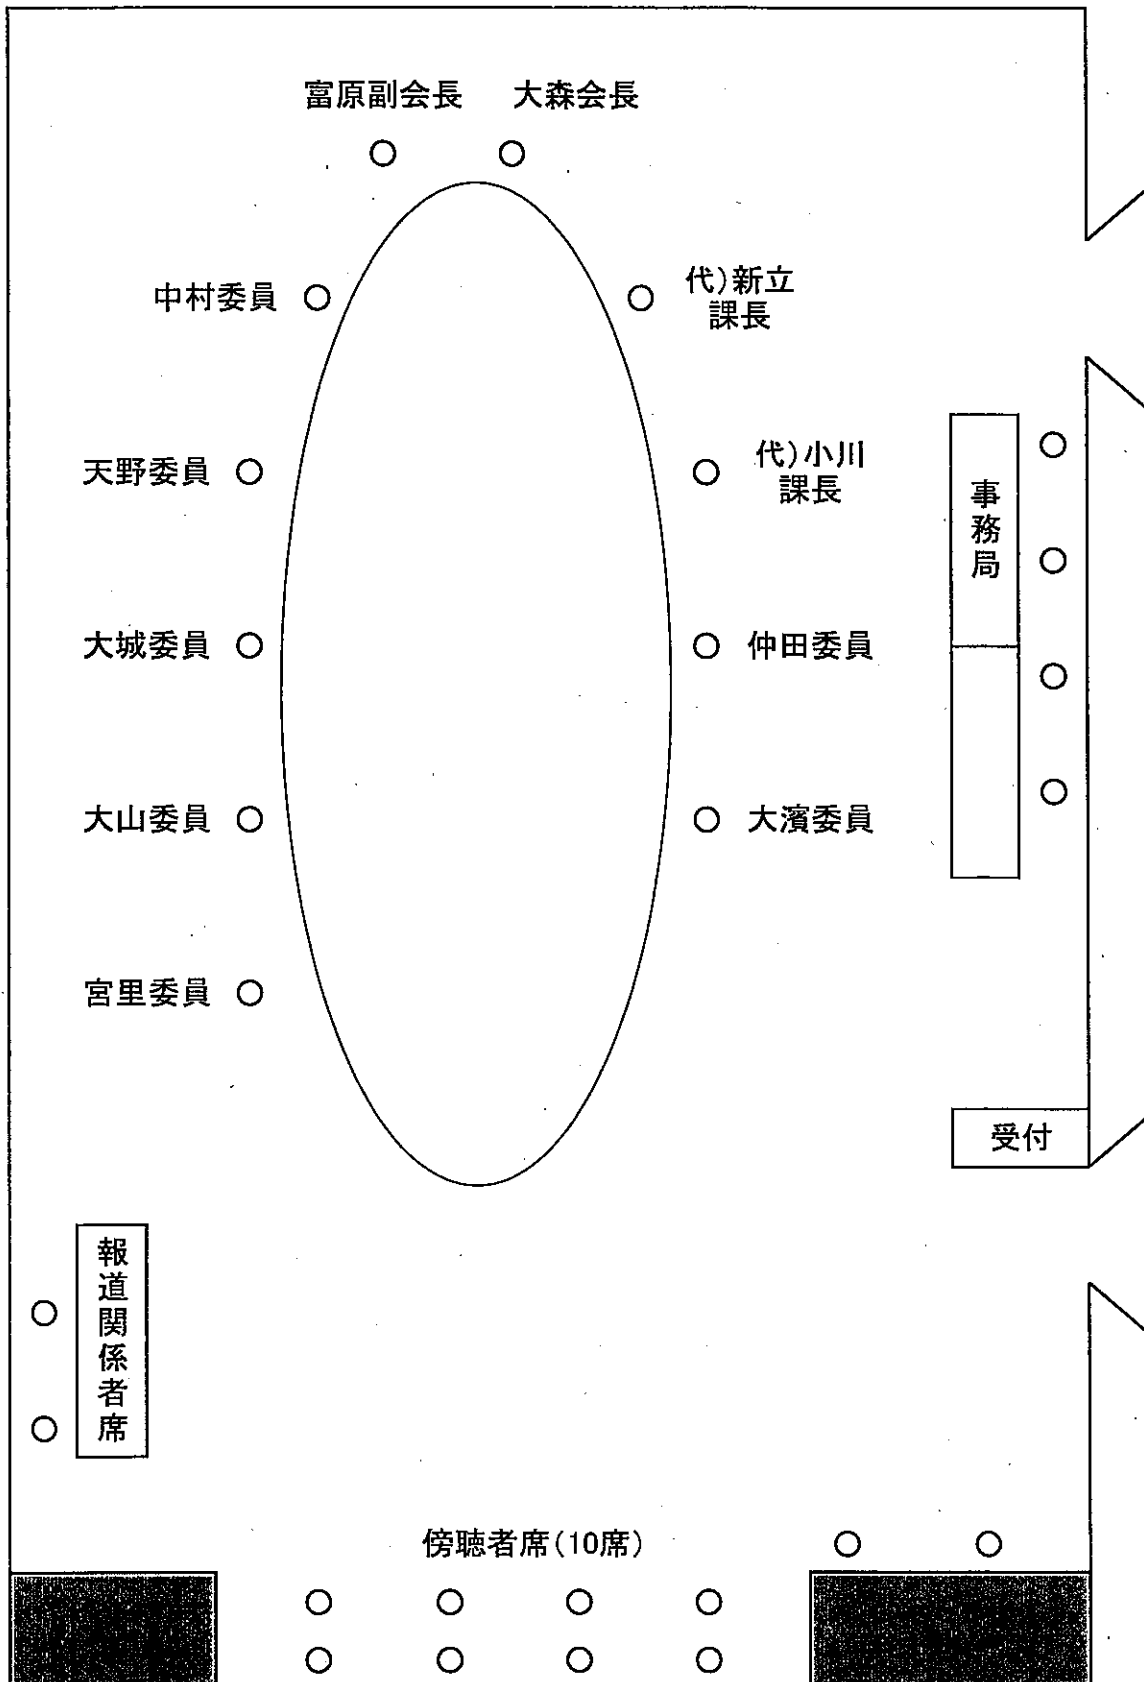 富原副会長 大森会長
中村委員
代)新立
課長
天野委員
代)小川
課長
事務局
大城委員
仲田委員
大山委員
大濱委員
宮里委員
受付
報道関係者席
傍聴者席(10席)